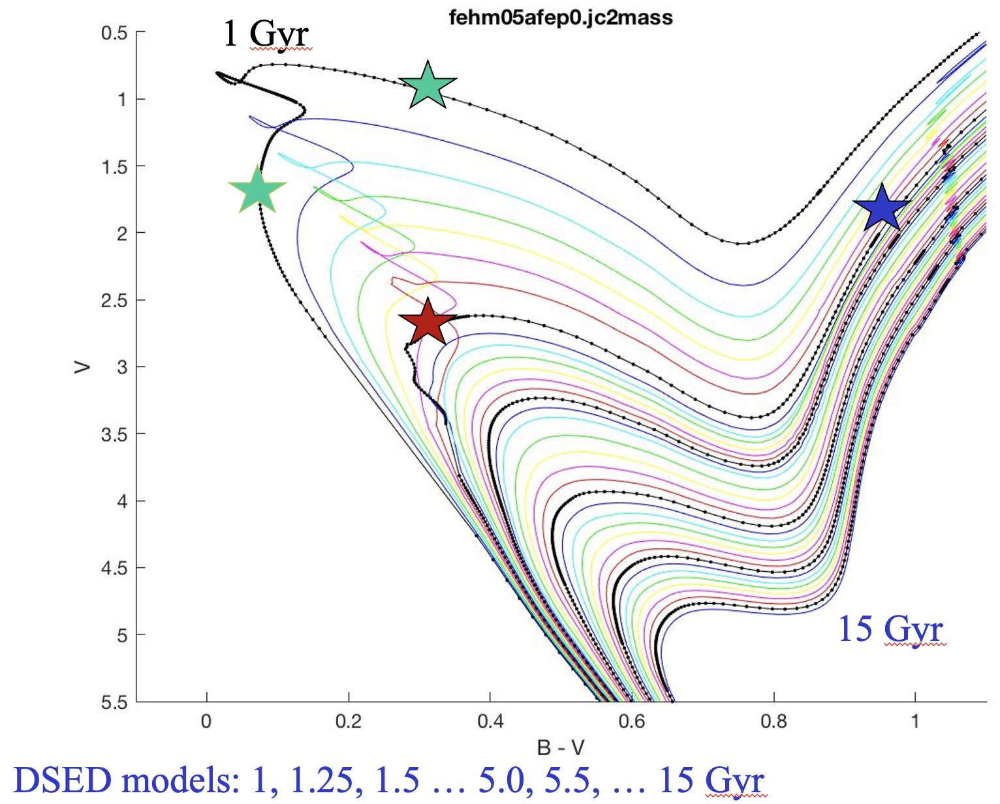 fehm05afep0.jc2mass
1 Gyr
0.5
1
1.5
2
2.5
3
3.5
4
4.5
5
5.5
V
15 Gyr
0 0.2 0.4 0.6 0.8 1
B - V
DSED models: 1, 1.25, 1.5 … 5.0, 5.5, … 15 Gyr